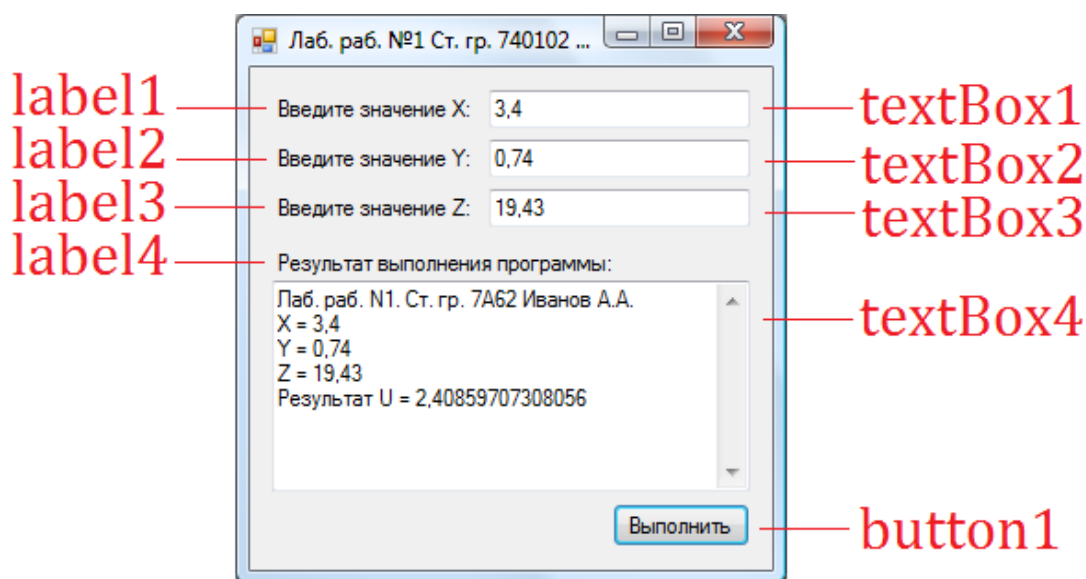 Лаб. раб. №1 Ст. гр. 740102 ...
label1
Введите значение X:
3,4
textBox1
label2
Введите значение Y:
0,74
textBox2
label3
Введите значение Z:
19,43
textBox3
label4
Результат выполнения программы:
Лаб. раб. N1. Ст. гр. 7А62 Иванов А.А.
X = 3,4
textBox4
Y = 0,74
Z = 19,43
Результат U = 2,40859707308056
Выполнить
button1